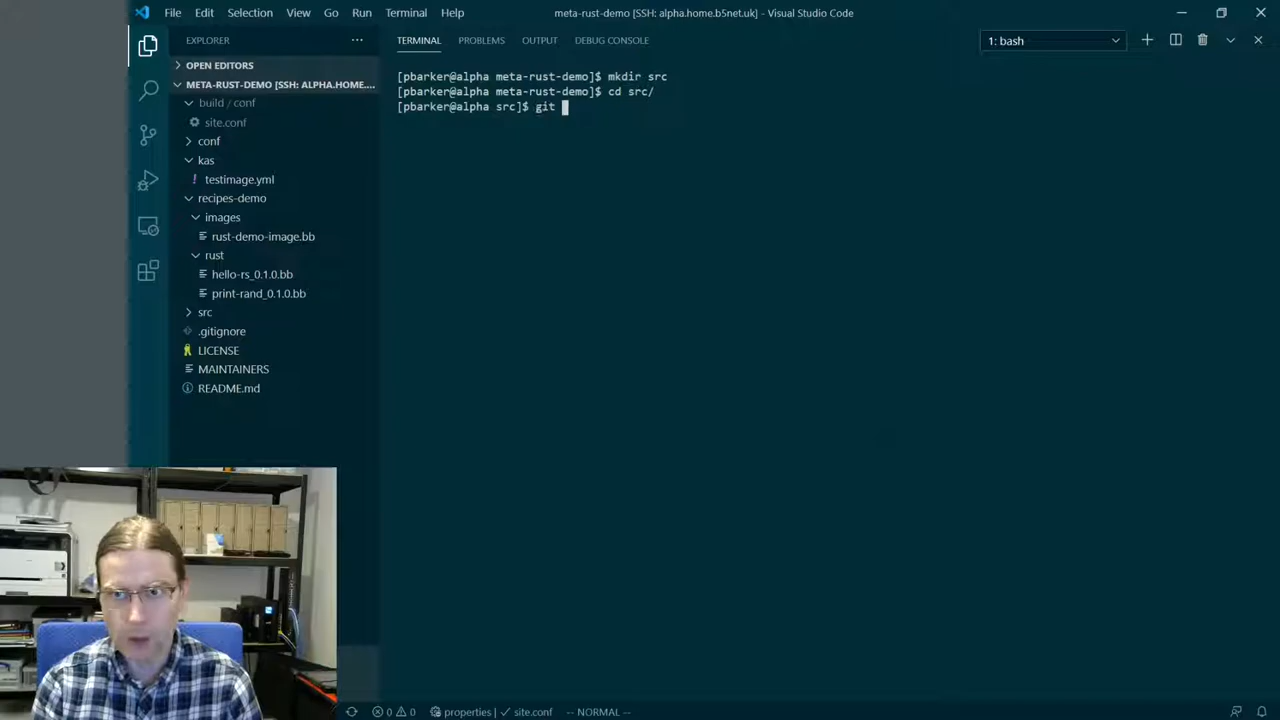 File Edit Selection View Go Run Terminal Help
meta-rust-demo [SSH: alpha.home.b5net.uk] - Visual Studio Code
EXPLORER
OPEN EDITORS
META-RUST-DEMO [SSH: ALPHA.HOME....
build / conf
site.conf
conf
kas
! testimage.yml
recipes-demo
images
rust-demo-image.bb
rust
hello-rs_0.1.0.bb
print-rand_0.1.0.bb
src
.gitignore
LICENSE
MAINTAINERS
README.md
TERMINAL PROBLEMS OUTPUT DEBUG CONSOLE
1: bash
[pbarker@alpha meta-rust-demo]$ mkdir src
[pbarker@alpha meta-rust-demo]$ cd src/
[pbarker@alpha src]$ git
0 0 properties | ✓ site.conf -- NORMAL --